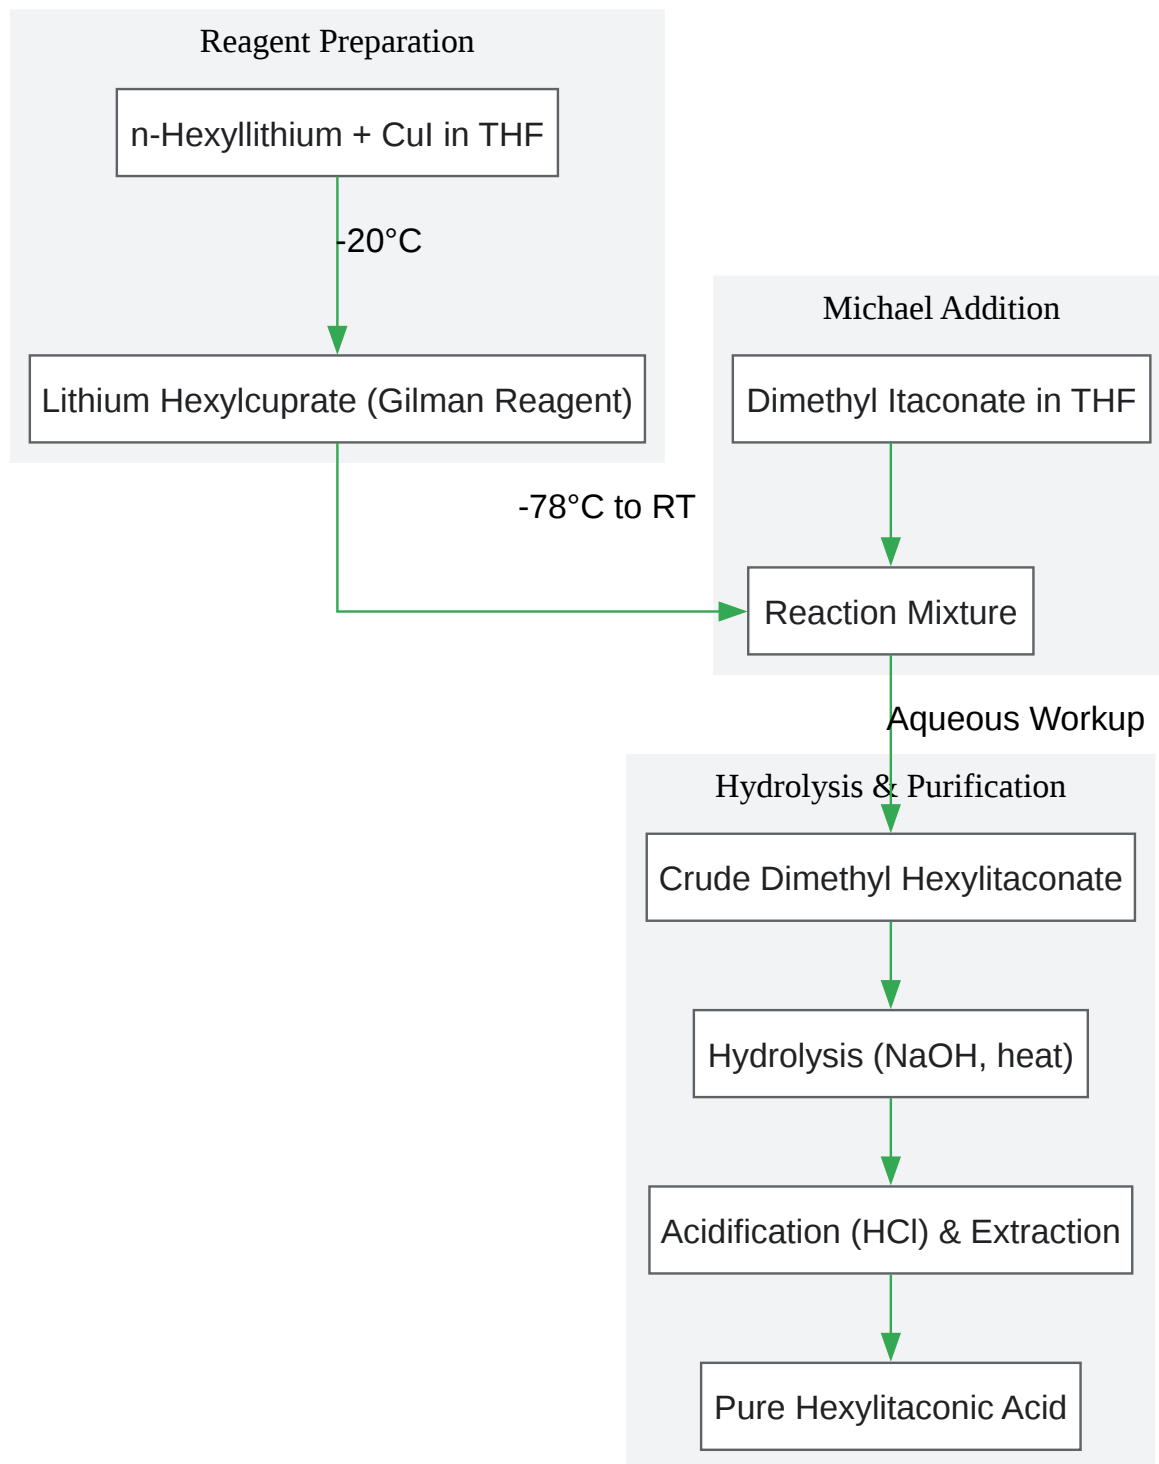 Reagent Preparation
n-Hexyllithium + CuI in THF
-20°C
Lithium Hexylcuprate (Gilman Reagent)
Michael Addition
Dimethyl Itaconate in THF
-78°C to RT
Reaction Mixture
Aqueous Workup
Hydrolysis & Purification
Crude Dimethyl Hexylitaconate
Hydrolysis (NaOH, heat)
Acidification (HCl) & Extraction
Pure Hexylitaconic Acid